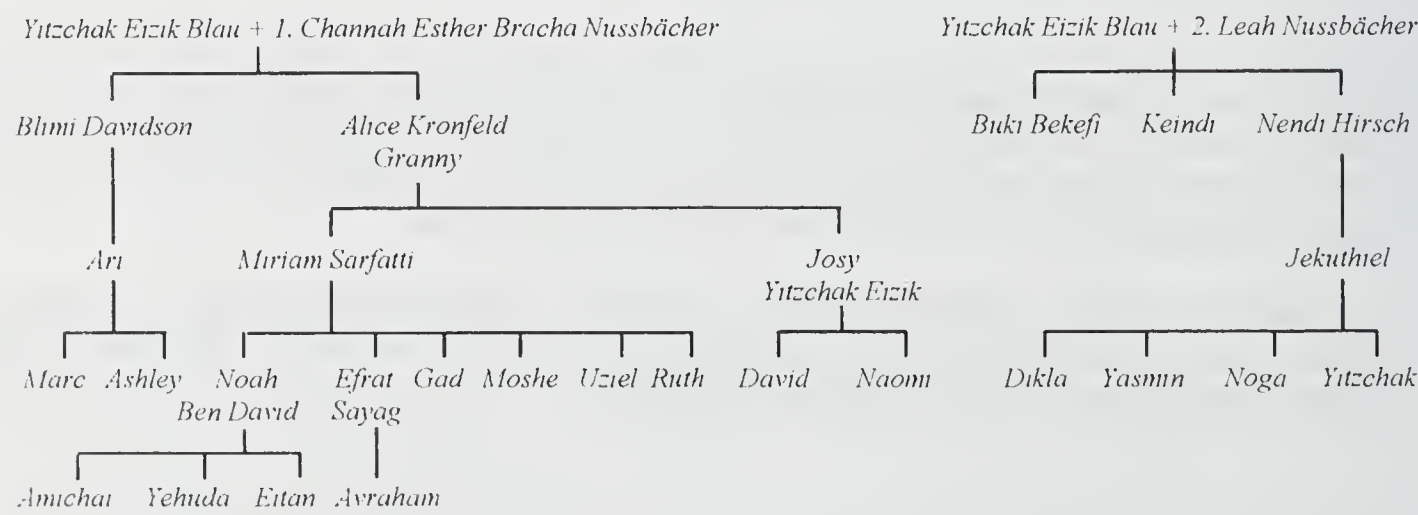 Yitzchak Eizik Blau + 1. Channah Esther Bracha Nussbächer
Yitzchak Eizik Blau + 2. Leah Nussbächer
Blimi Davidson
Alice Kronfeld
Granny
Buki Bekefi
Keindi
Nendi Hirsch
Ari
Miriam Sarfatti
Josy
Yitzchak Eizik
Jekuthiel
Marc Ashley Noah Efrat Gad Moshe Uziel Ruth David Naomi Dikla Yasmin Noga Yitzchak
Ben David Sayag
Amichai Yehuda Eitan Avraham